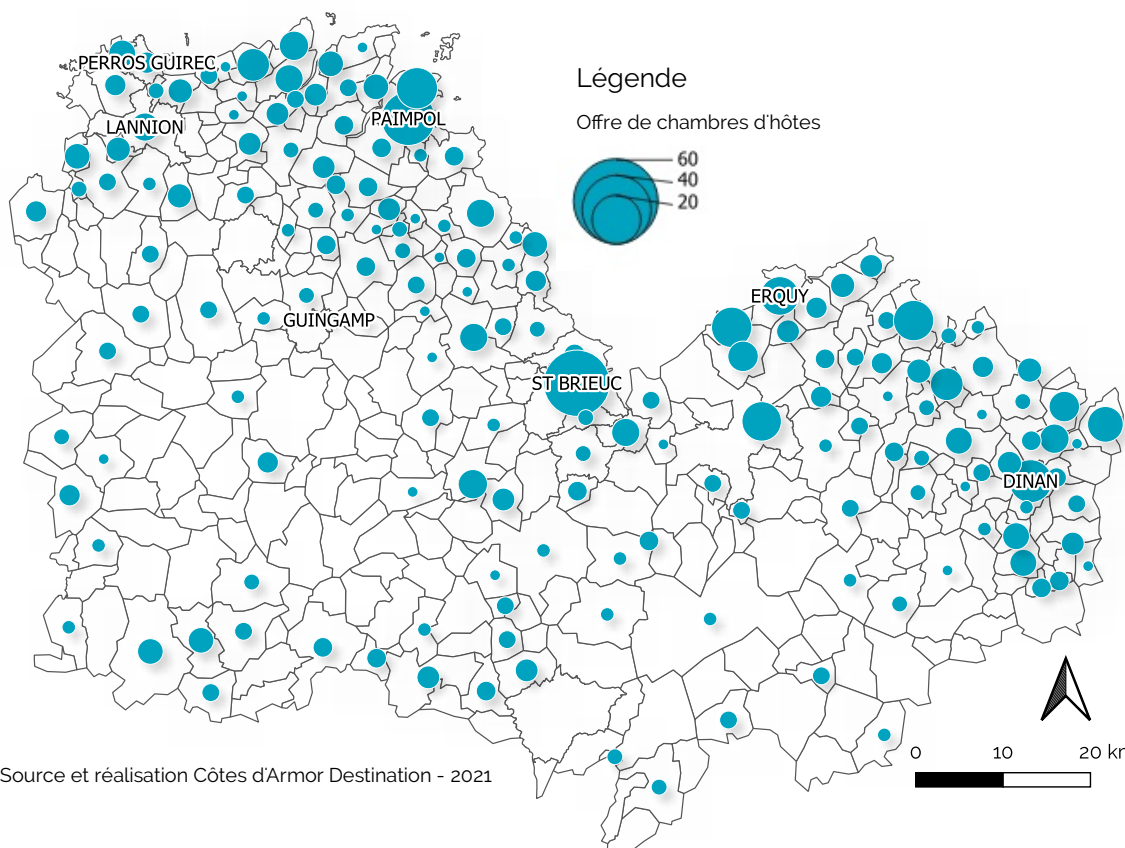 Légende
Offre de chambres d'hôtes
60
40
20
PERROS GUIREC
LANNION
PAIMPOL
ERQUY
GUINGAMP
ST BRIEUC
DINAN
0 10 20 km
Source et réalisation Côtes d'Armor Destination - 2021